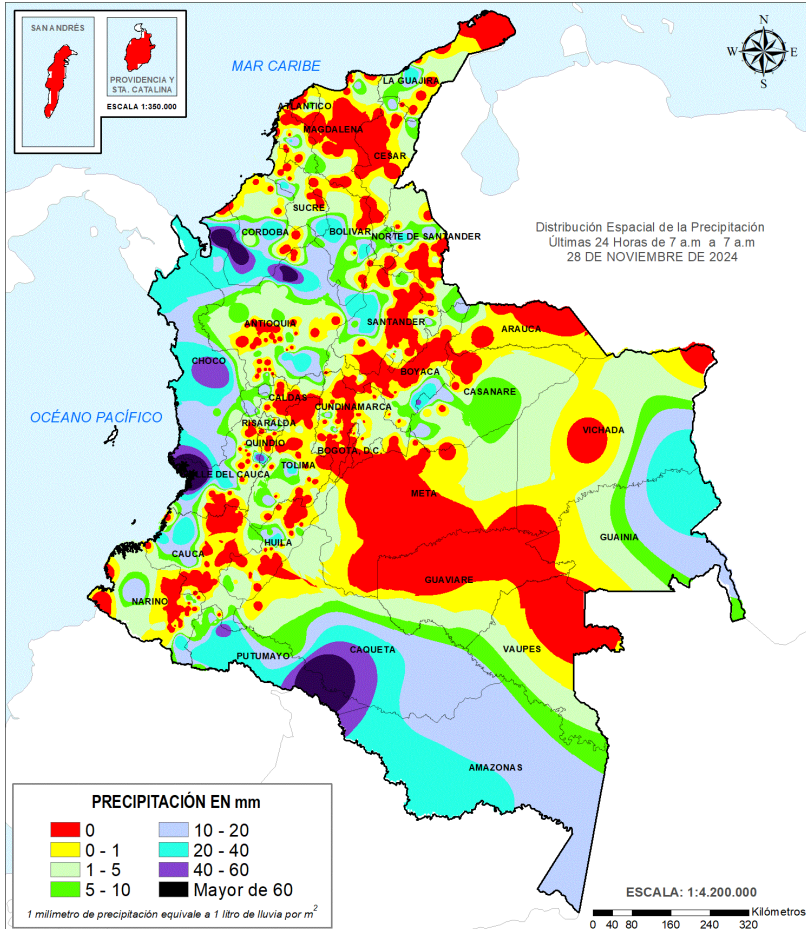 SAN ANDRÉS
PROVIDENCIA Y
STA. CATALINA
ESCALA 1:350.000
MAR CARIBE
N
W
E
S
LA GUAJIRA
ATLANTICO
MAGDALENA
CESAR
SUCRE
CORDOBA
BOLIVAR
NORTE DE SANTANDER
Distribución Espacial de la Precipitación
Últimas 24 Horas de 7 a.m a 7 a.m
28 DE NOVIEMBRE DE 2024
ANTIOQUIA
SANTANDER
ARAUCA
CHOCO
BOYACA
CASANARE
CALDAS
CUNDINAMARCA
OCÉANO PACÍFICO
RISARALDA
VICHADA
QUINDIO
BOGOTA, D.C.
TOLIMA
LLE DEL CAUCA
META
GUAINIA
HUILA
CAUCA
GUAVIARE
NARIÑO
CAQUETA
VAUPES
PUTUMAYO
AMAZONAS
PRECIPITACIÓN EN mm
0
10 - 20
0 - 1
20 - 40
1 - 5
40 - 60
5 - 10
Mayor de 60
1 milímetro de precipitación equivale a 1 litro de lluvia por m²
ESCALA: 1:4.200.000
Kilómetros
0 40 80 160 240 320